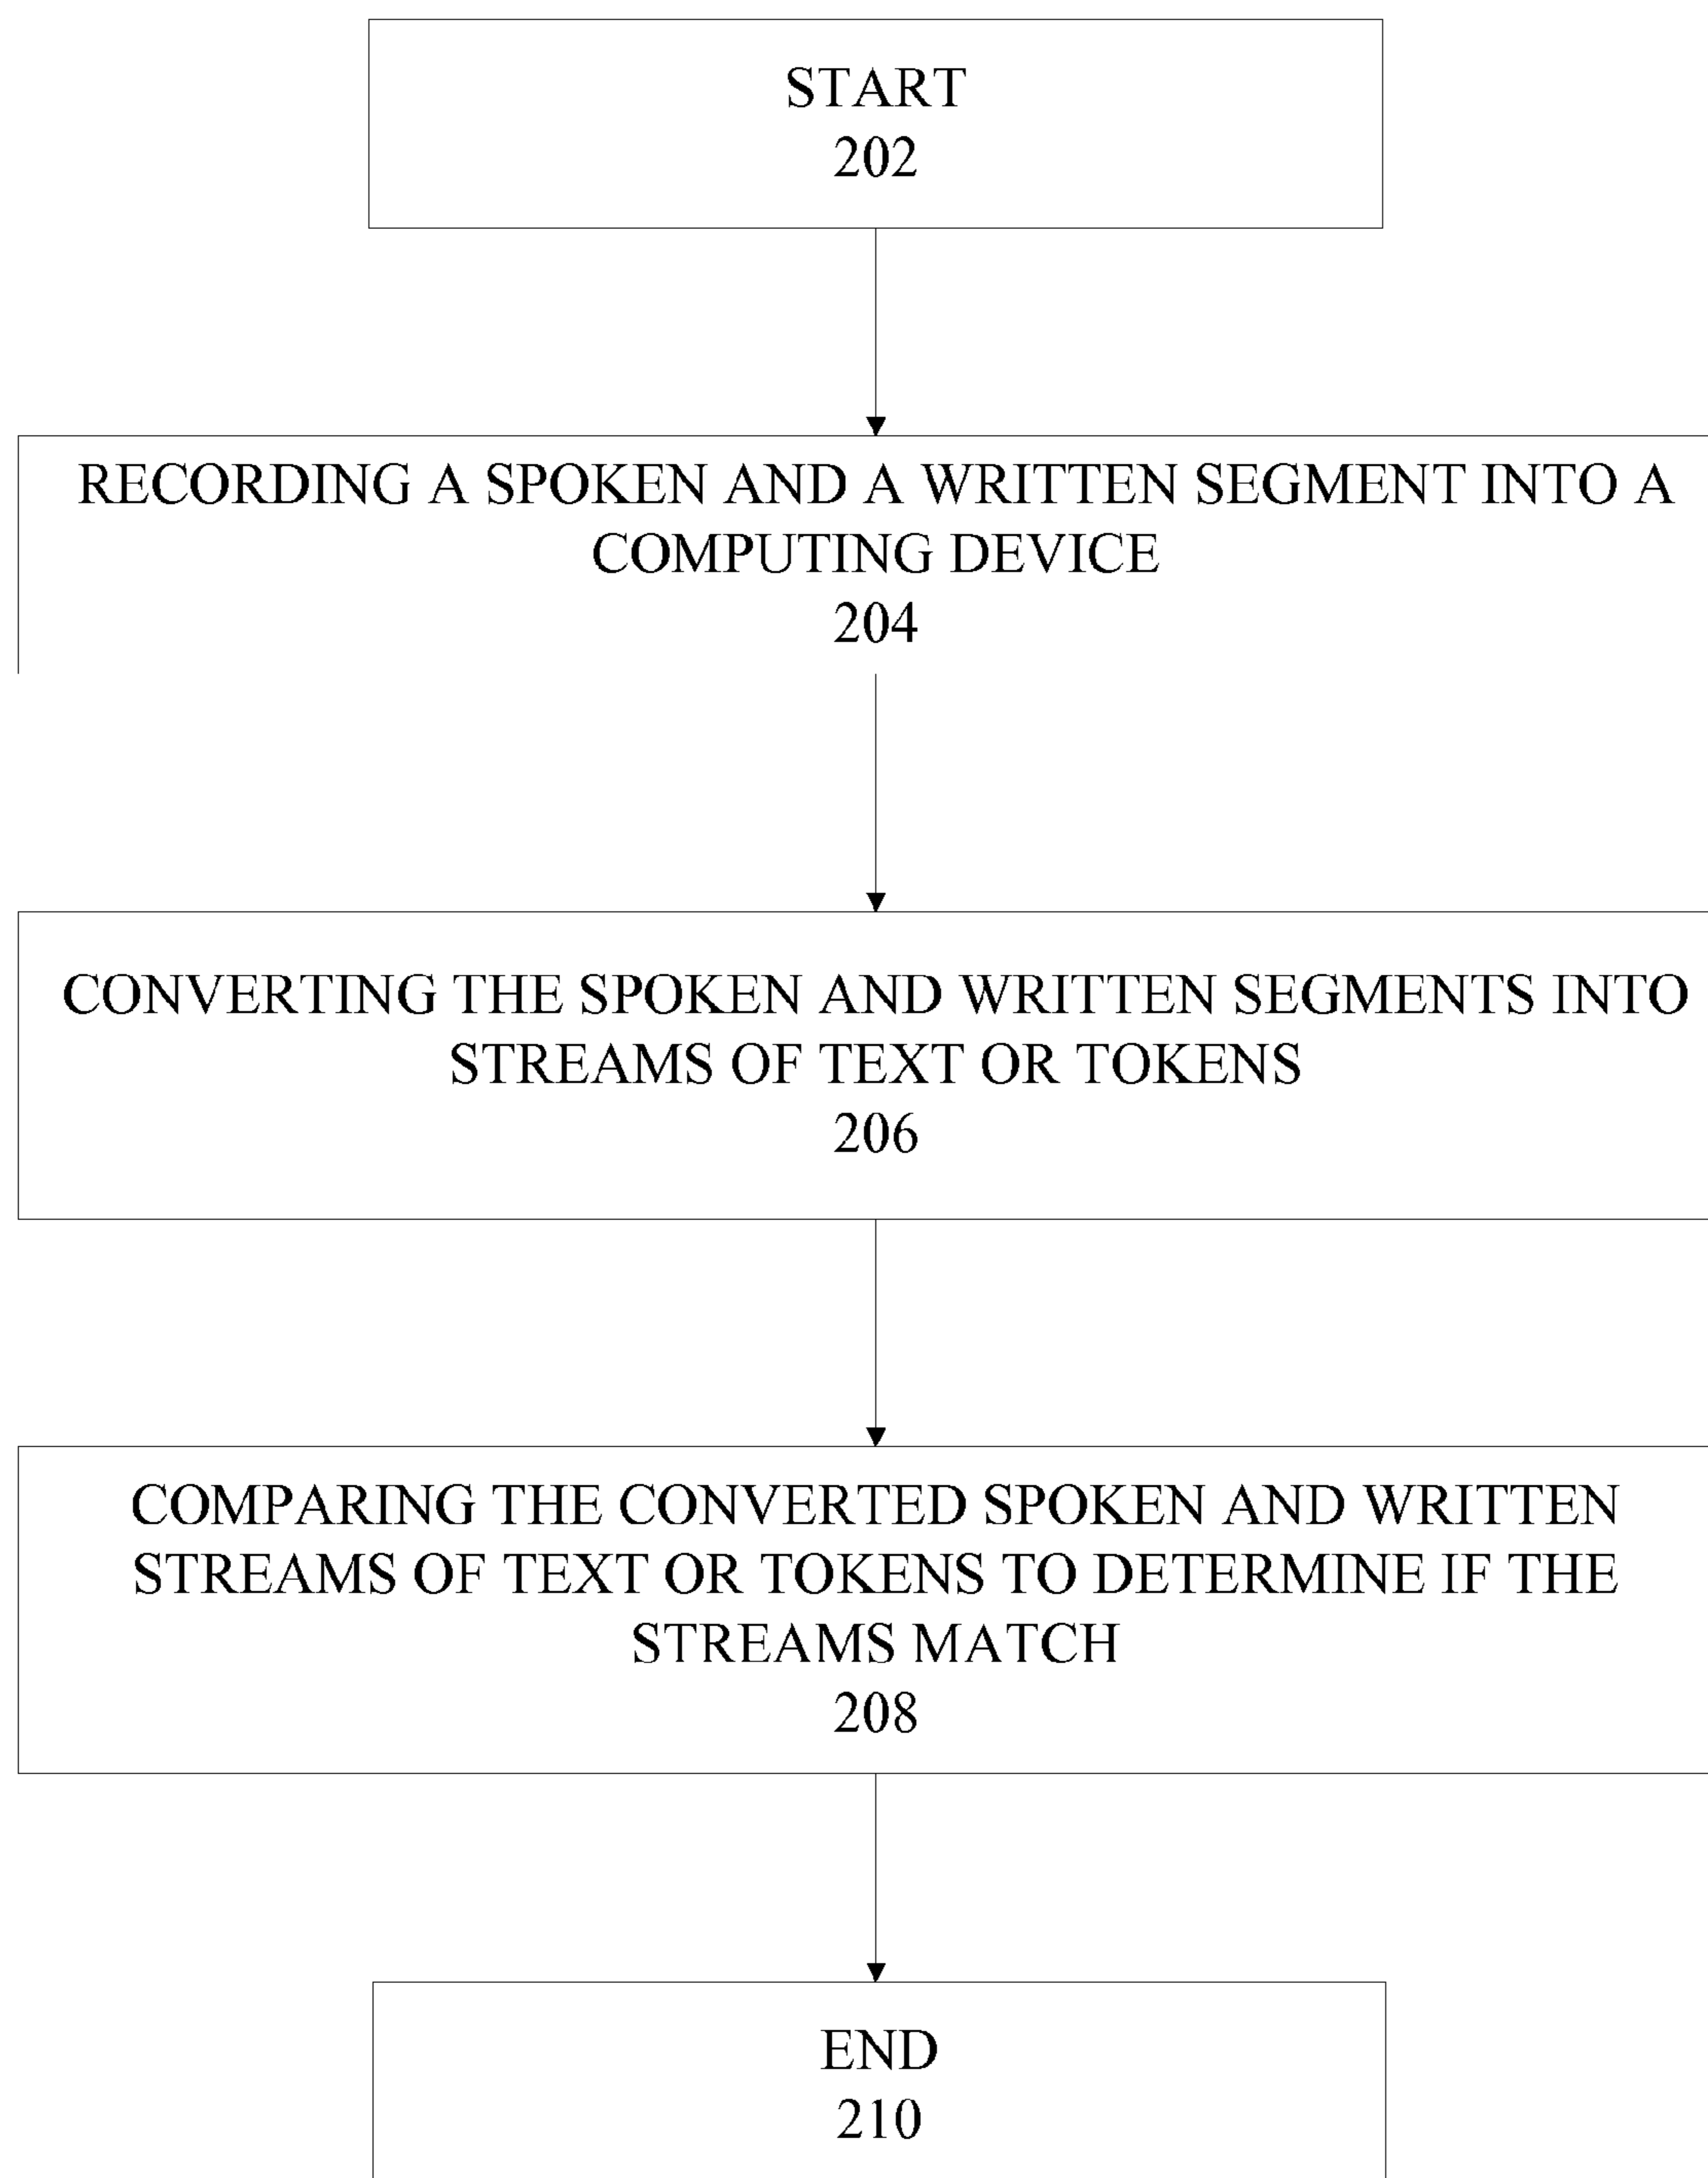 START
202
RECORDING A SPOKEN AND A WRITTEN SEGMENT INTO A
COMPUTING DEVICE
204
CONVERTING THE SPOKEN AND WRITTEN SEGMENTS INTO
STREAMS OF TEXT OR TOKENS
206
COMPARING THE CONVERTED SPOKEN AND WRITTEN
STREAMS OF TEXT OR TOKENS TO DETERMINE IF THE
STREAMS MATCH
208
END
210